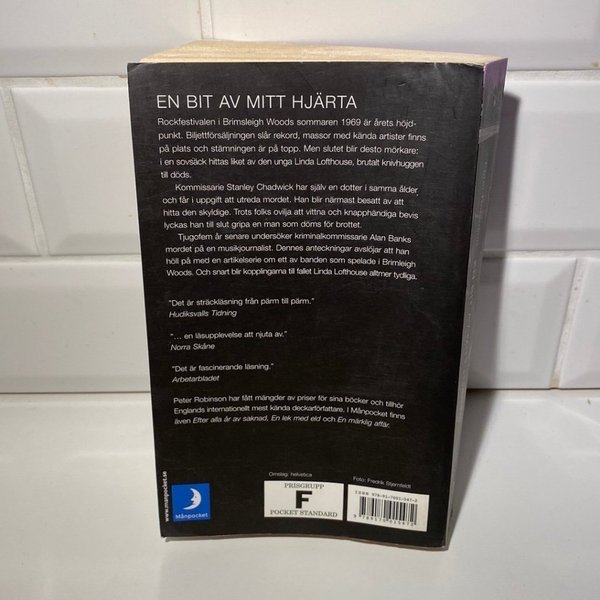 EN BIT AV MITT HJÄRTA
Rockfestivalen i Brimsleigh Woods sommaren 1969 är årets höjd-
punkt. Biljettförsäljningen slår rekord, massor med kända artister finns
på plats och stämningen är på topp. Men slutet blir desto mörkare:
i en sovsäck hittas liket av den unga Linda Lofthouse, brutalt knivhuggen
till döds.
Kommissarie Stanley Chadwick har själv en dotter i samma ålder
och får i uppgift att utreda mordet. Han blir närmast besatt av att
hitta den skyldige. Trots folks ovilja att vittna och knapphändiga bevis
lyckas han till slut gripa en man som döms för brottet.
Tjugofem år senare undersöker kriminalkommissarie Alan Banks
mordet på en musikjournalist. Dennes anteckningar avslöjar att han
höll på med en artikelserie om ett av banden som spelade i Brimleigh
Woods. Och snart blir kopplingarna till fallet Linda Lofthouse alltmer tydliga.
"Det är sträckläsning från pärm till pärm."
Hudiksvalls Tidning
"... en läsupplevelse att njuta av."
Norra Skåne
"Det är fascinerande läsning."
Arbetarbladet
Peter Robinson har fått mängder av priser för sina böcker och tillhör
Englands internationellt mest kända deckarförfattare. I Månpocket finns
även Efter alla år av saknad, En lek med eld och En märklig affär.
www.manpocket.se
Månpocket
Omslag: helvetica
PRISGRUPP
F
POCKET STANDARD
Foto: Fredrik Stjernfeldt